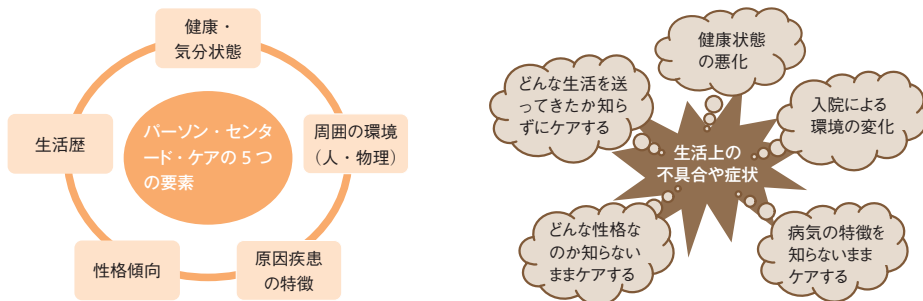 健康・
気分状態
周囲の環境
（人・物理）
原因疾患
の特徴
性格傾向
生活歴
パーソン・センタ
ード・ケアの５つ
の要素
健康状態
の悪化
入院による
環境の変化
病気の特徴を
知らないまま
ケアする
どんな性格な
のか知らない
ままケアする
どんな生活を送
ってきたか知ら
ずにケアする
生活上の
不具合や症状